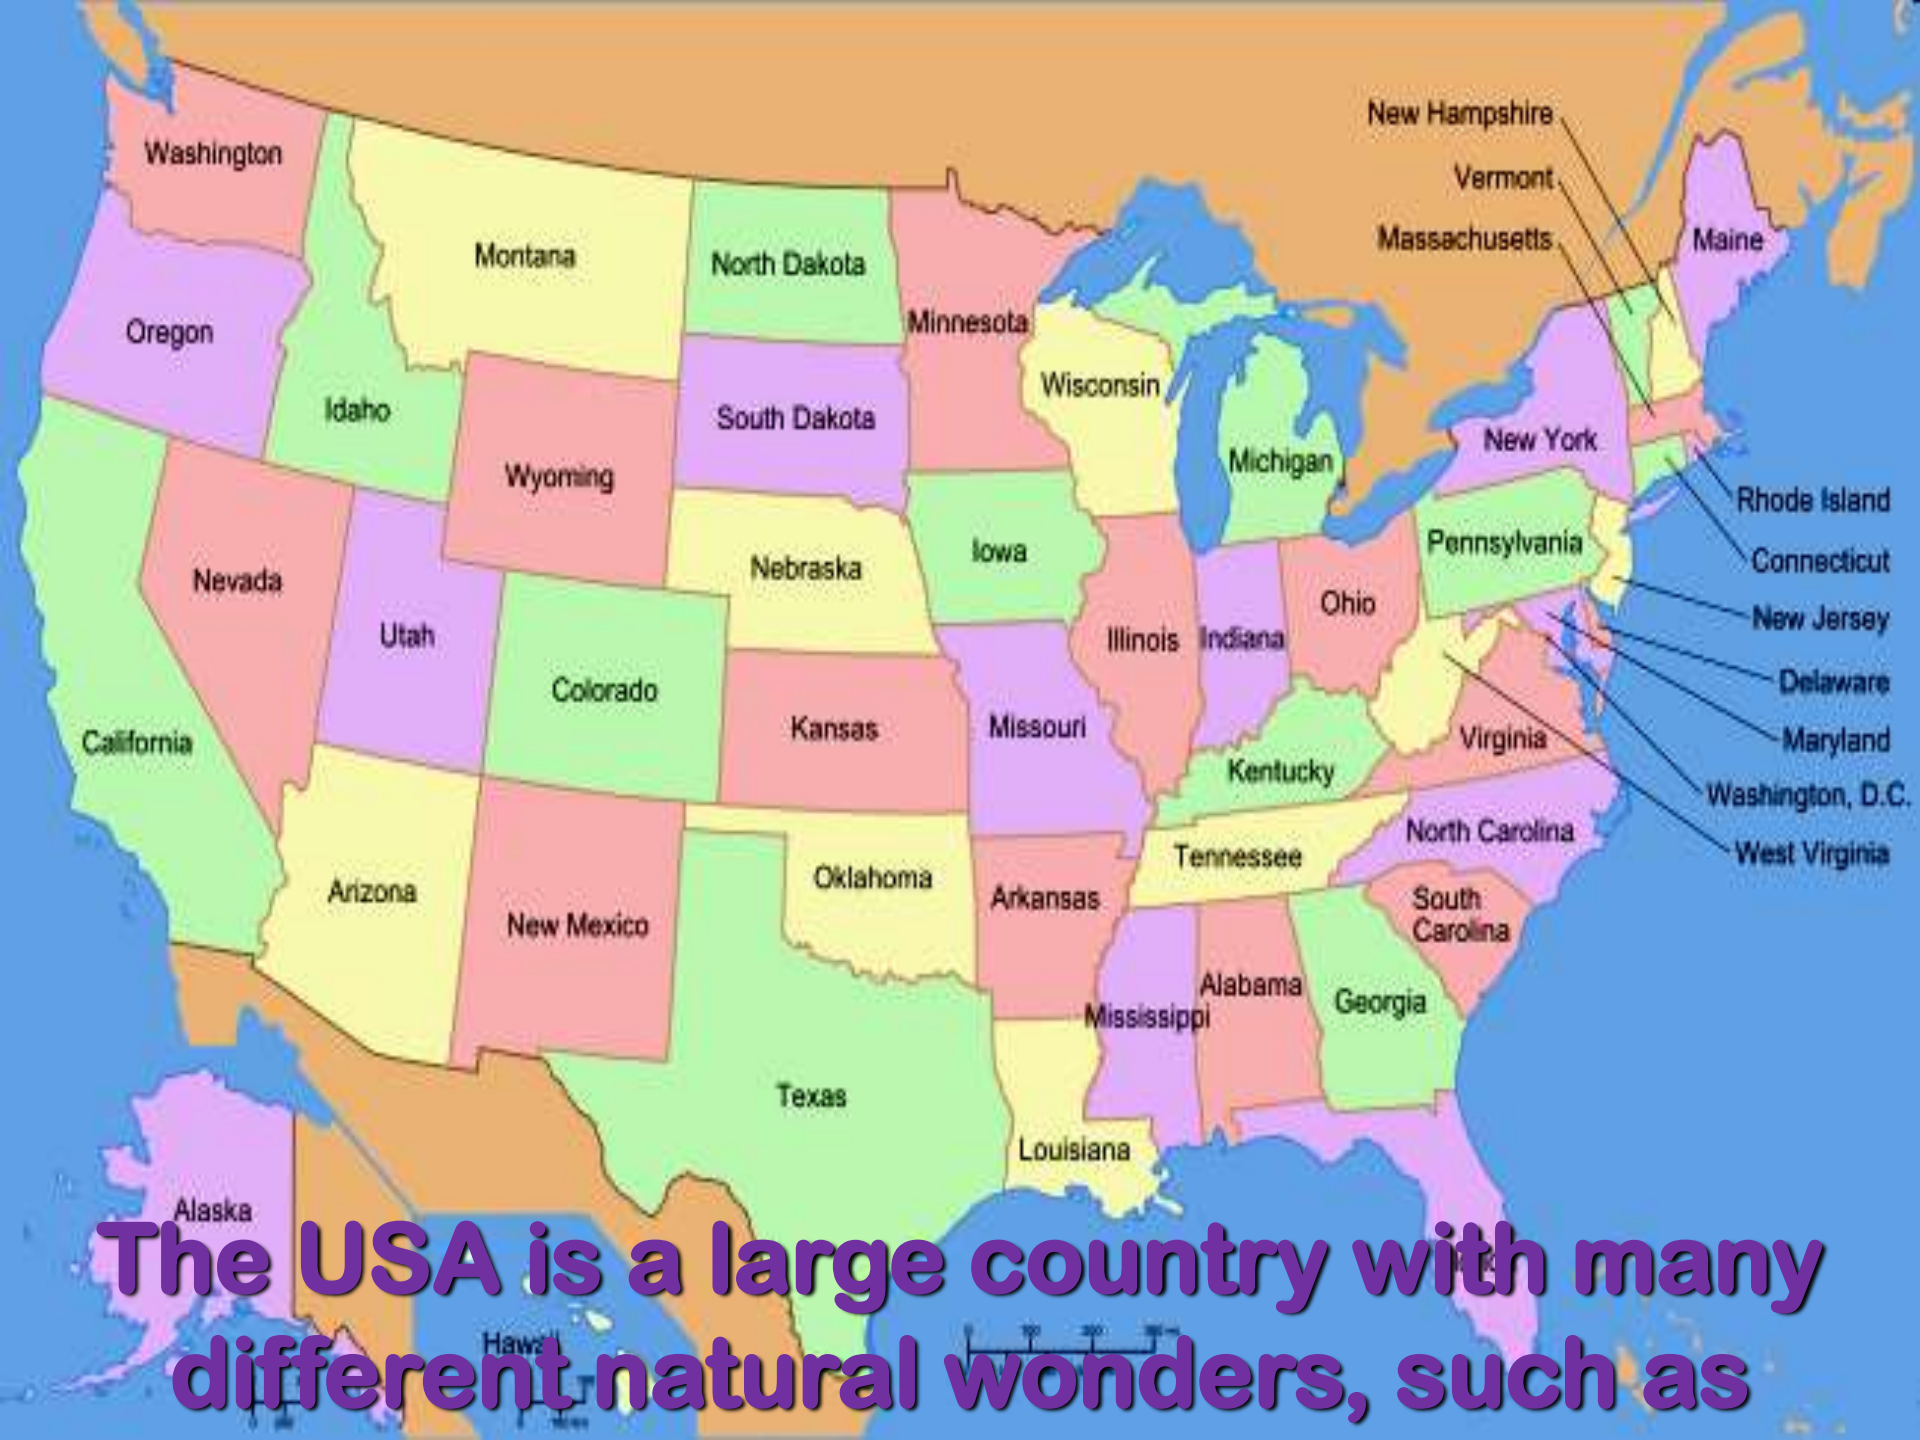 New Hampshire
Washington
Vermont
Massachusetts
Maine
Montana
North Dakota
Minnesota
Oregon
Wisconsin
Idaho
South Dakota
New York
Michigan
Wyoming
Rhode Island
Pennsylvania
Iowa
Connecticut
Nebraska
Nevada
Ohio
New Jersey
Utah
Illinois
Indiana
Delaware
Colorado
Kansas
Missouri
Virginia
Maryland
California
Kentucky
Washington, D.C.
North Carolina
Tennessee
West Virginia
Oklahoma
Arizona
Arkansas
South
Carolina
New Mexico
Alabama
Georgia
Mississippi
Texas
Louisiana
Alaska
The USA is a large country with many
Hawaii
different natural wonders, such as